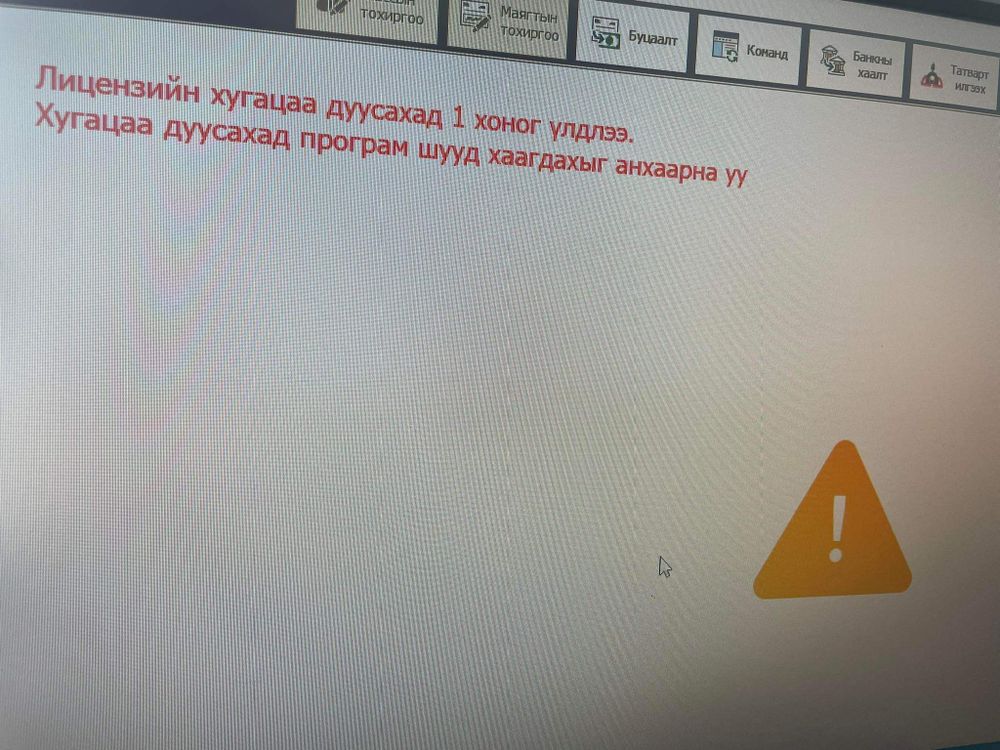 тохиргоо
Маягтын
тохиргоо
Буцаалт
Команд
Банкны
хаалт
Татварт
илгээх
Лицензийн хугацаа дуусахад 1 хоног үлдлээ.
Хугацаа дуусахад програм шууд хаагдахыг анхаарна уу